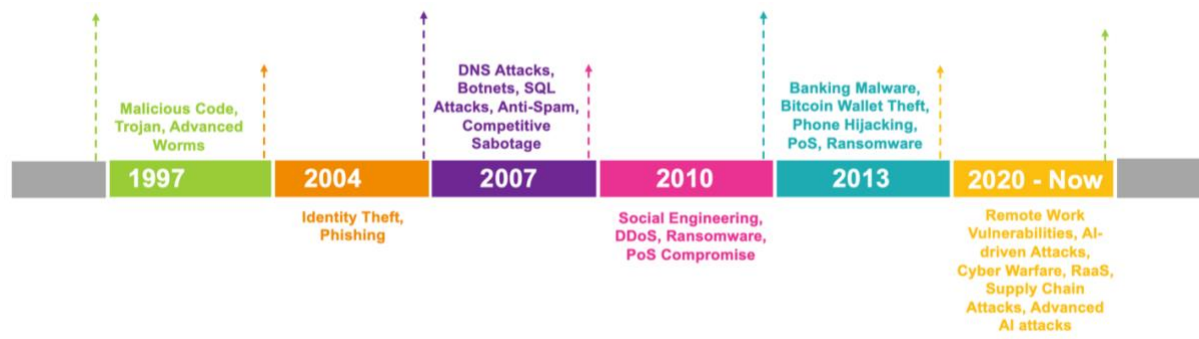 Malicious Code,
Trojan, Advanced
Worms
1997
2004
Identity Theft,
Phishing
DNS Attacks,
Botnets, SQL
Attacks, Anti-Spam,
Competitive
Sabotage
2007
2010
Social Engineering,
DDoS, Ransomware,
PoS Compromise
Banking Malware,
Bitcoin Wallet Theft,
Phone Hijacking,
PoS, Ransomware
2013
2020 - Now
Remote Work
Vulnerabilities, AI-
driven Attacks,
Cyber Warfare, RaaS,
Supply Chain
Attacks, Advanced
AI attacks